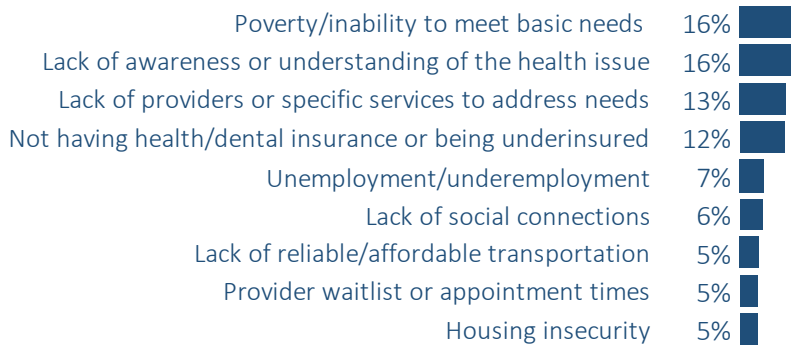 Poverty/inability to meet basic needs 16%
Lack of awareness or understanding of the health issue 16%
Lack of providers or specific services to address needs 13%
Not having health/dental insurance or being underinsured 12%
Unemployment/underemployment 7%
Lack of social connections 6%
Lack of reliable/affordable transportation 5%
Provider waitlist or appointment times 5%
Housing insecurity 5%